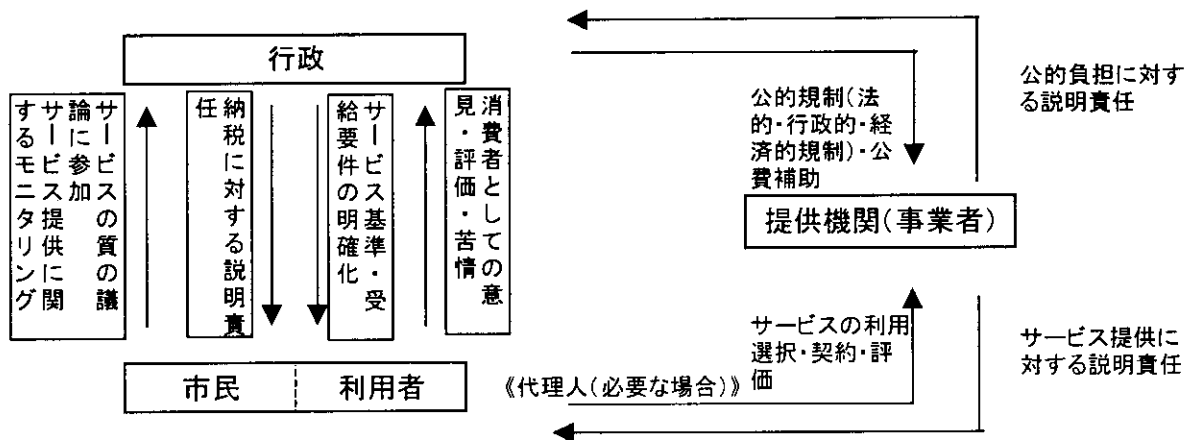 行政
サービスの質の議
論に参加
サービス提供に関
するモニタリング
納税に対する説明責
任
サービス基準・受
給要件の明確化
消費者としての意
見・評価・苦情
公的規制(法
的・行政的・経
済的規制)・公
費補助
公的負担に対す
る説明責任
提供機関(事業者)
サービスの利用
選択・契約・評
価
サービス提供に
対する説明責任
市民
利用者
《代理人(必要な場合)》